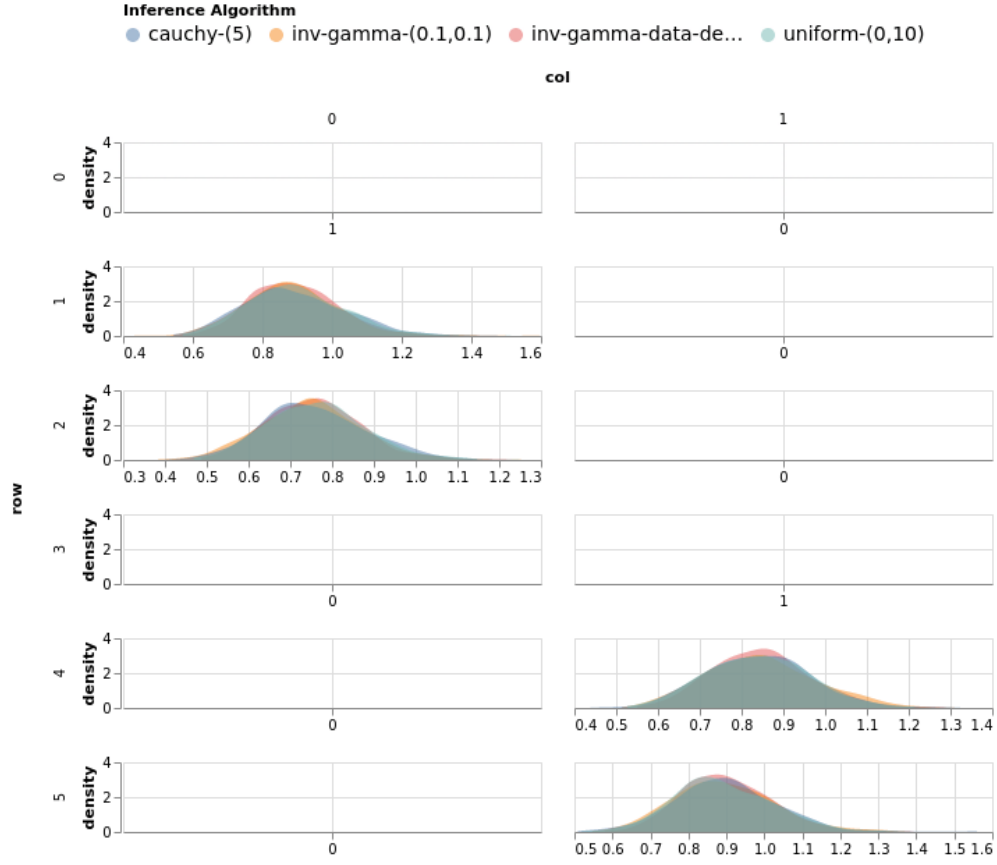 Inference Algorithm
cauchy-(5) inv-gamma-(0.1,0.1) inv-gamma-data-de... uniform-(0,10)
col
0 1
0 density 4 2 0
1 0
1 density 4 2 0
0.4 0.6 0.8 1.0 1.2 1.4 1.6 0
2 density 4 2 0
0.3 0.4 0.5 0.6 0.7 0.8 0.9 1.0 1.1 1.2 1.3 0
row
3 density 4 2 0
0 1
4 density 4 2 0
0 0.4 0.5 0.6 0.7 0.8 0.9 1.0 1.1 1.2 1.3 1.4
5 density 4 2 0
0 0.5 0.6 0.7 0.8 0.9 1.0 1.1 1.2 1.3 1.4 1.5 1.6